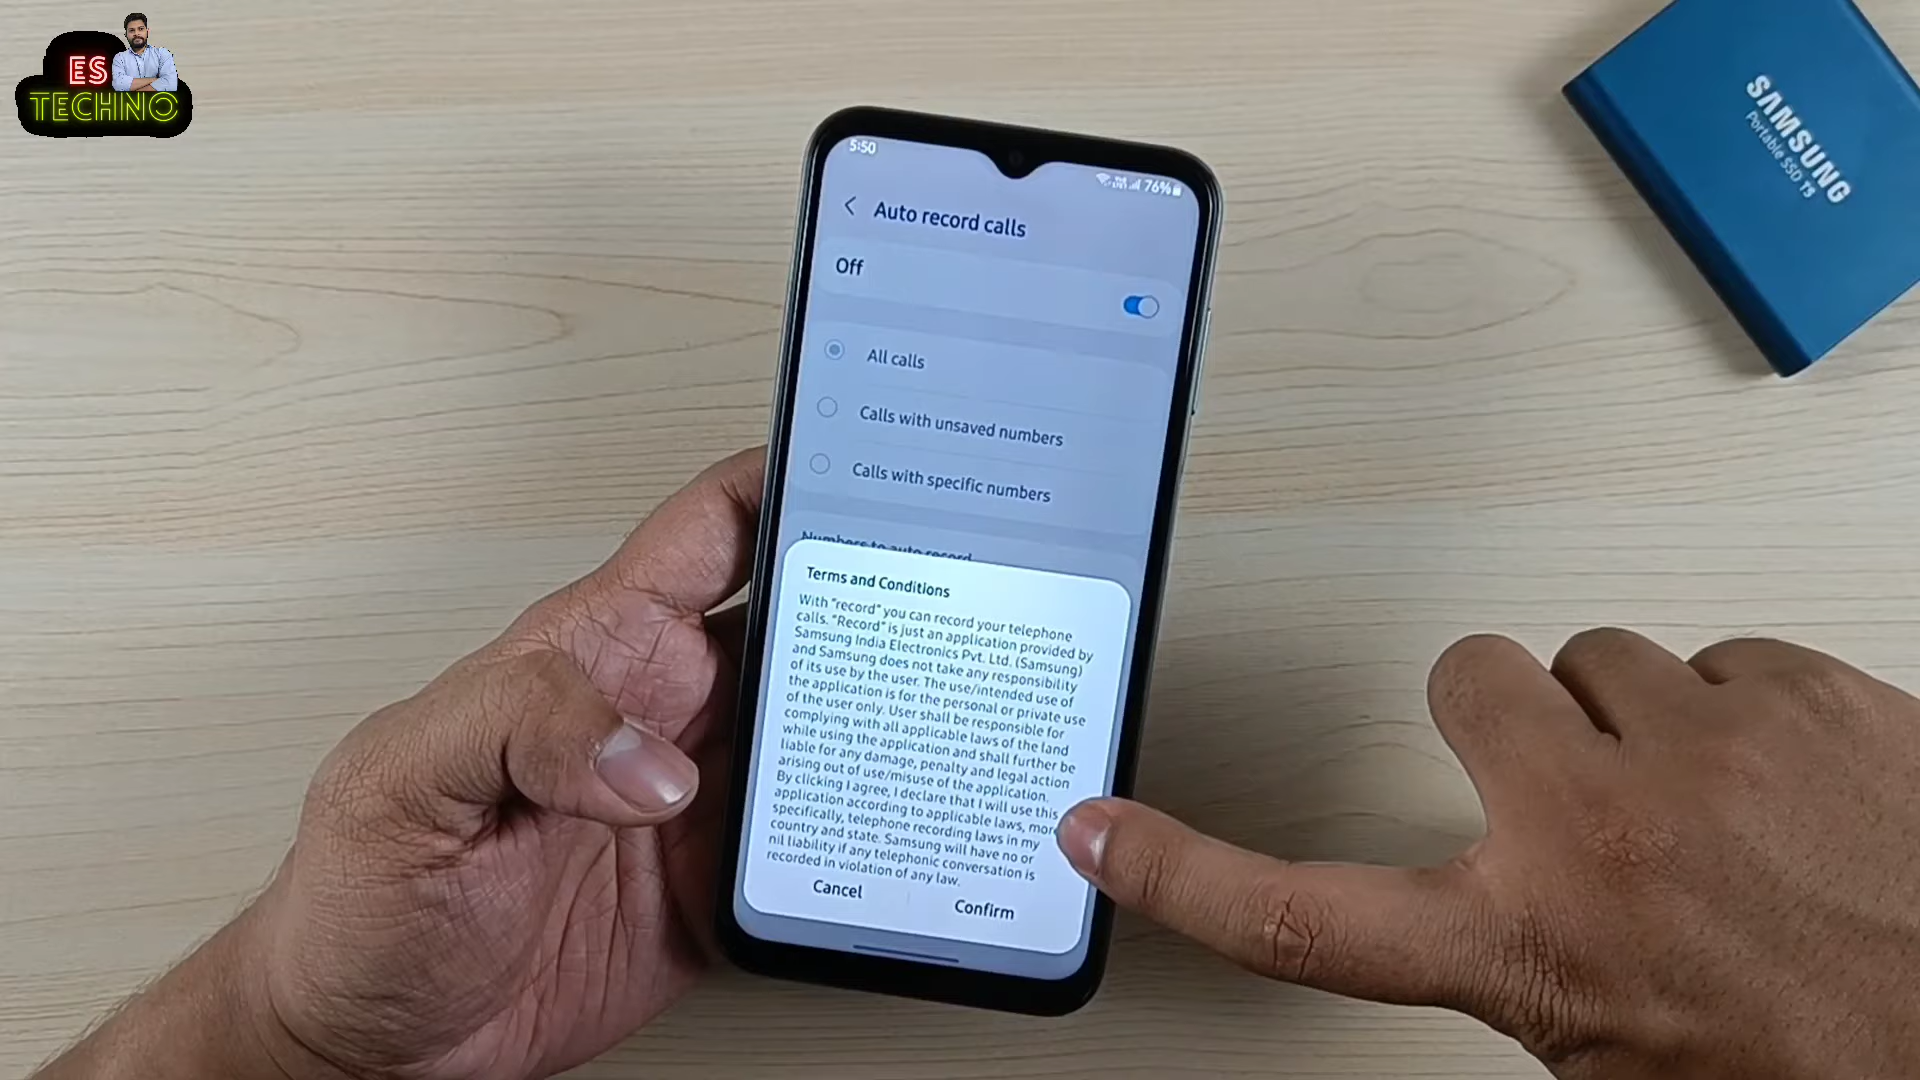 ES
TECHNO
SAMSUNG
Portable SSD T5
5:50
76%
Auto record calls
Off
All calls
Calls with unsaved numbers
Calls with specific numbers
Numbers to auto record
Terms and Conditions
With "record" you can record your telephone
calls. "Record" is just an application provided by
Samsung India Electronics Pvt. Ltd. (Samsung)
and Samsung does not take any responsibility
of its use by the user. The use/intended use of
the application is for the personal or private use
of the user only. User shall be responsible for
complying with all applicable laws of the land
while using the application and shall further be
liable for any damage, penalty and legal action
arising out of use/misuse of the application.
By clicking I agree, I declare that I will use this
application according to applicable laws, more
specifically, telephone recording laws in my
country and state. Samsung will have no or
nil liability if any telephonic conversation is
recorded in violation of any law.
Cancel
Confirm